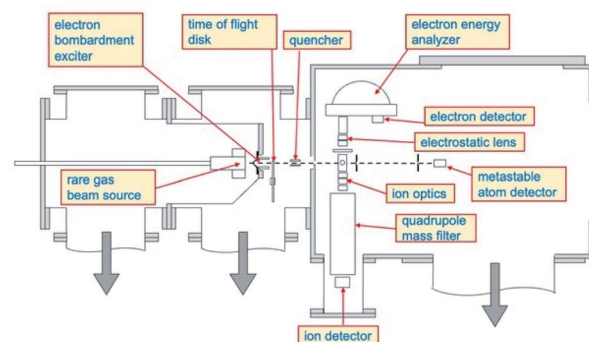 electron
bombardment
exciter
time of flight
disk
quencher
electron energy
analyzer
electron detector
electrostatic lens
rare gas
beam source
ion optics
metastable
atom detector
quadrupole
mass filter
ion detector